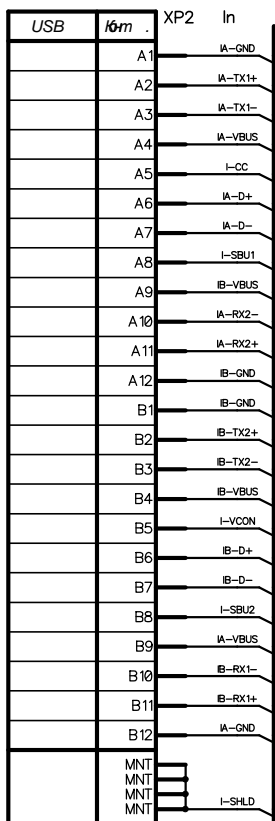 XP2 In
USB
A1 IA-GND
A2 IA-TX1+
A3 IA-TX1-
A4 IA-VBUS
A5 I-CC
A6 IA-D+
A7 IA-D-
A8 I-SBU1
A9 IB-VBUS
A10 IA-RX2-
A11 IA-RX2+
A12 IB-GND
B1 IB-GND
B2 IB-TX2+
B3 IB-TX2-
B4 IB-VBUS
B5 I-VCON
B6 IB-D+
B7 IB-D-
B8 I-SBU2
B9 IA-VBUS
B10 IB-RX1-
B11 IB-RX1+
B12 IA-GND
MNT
MNT
MNT
MNT I-SHLD